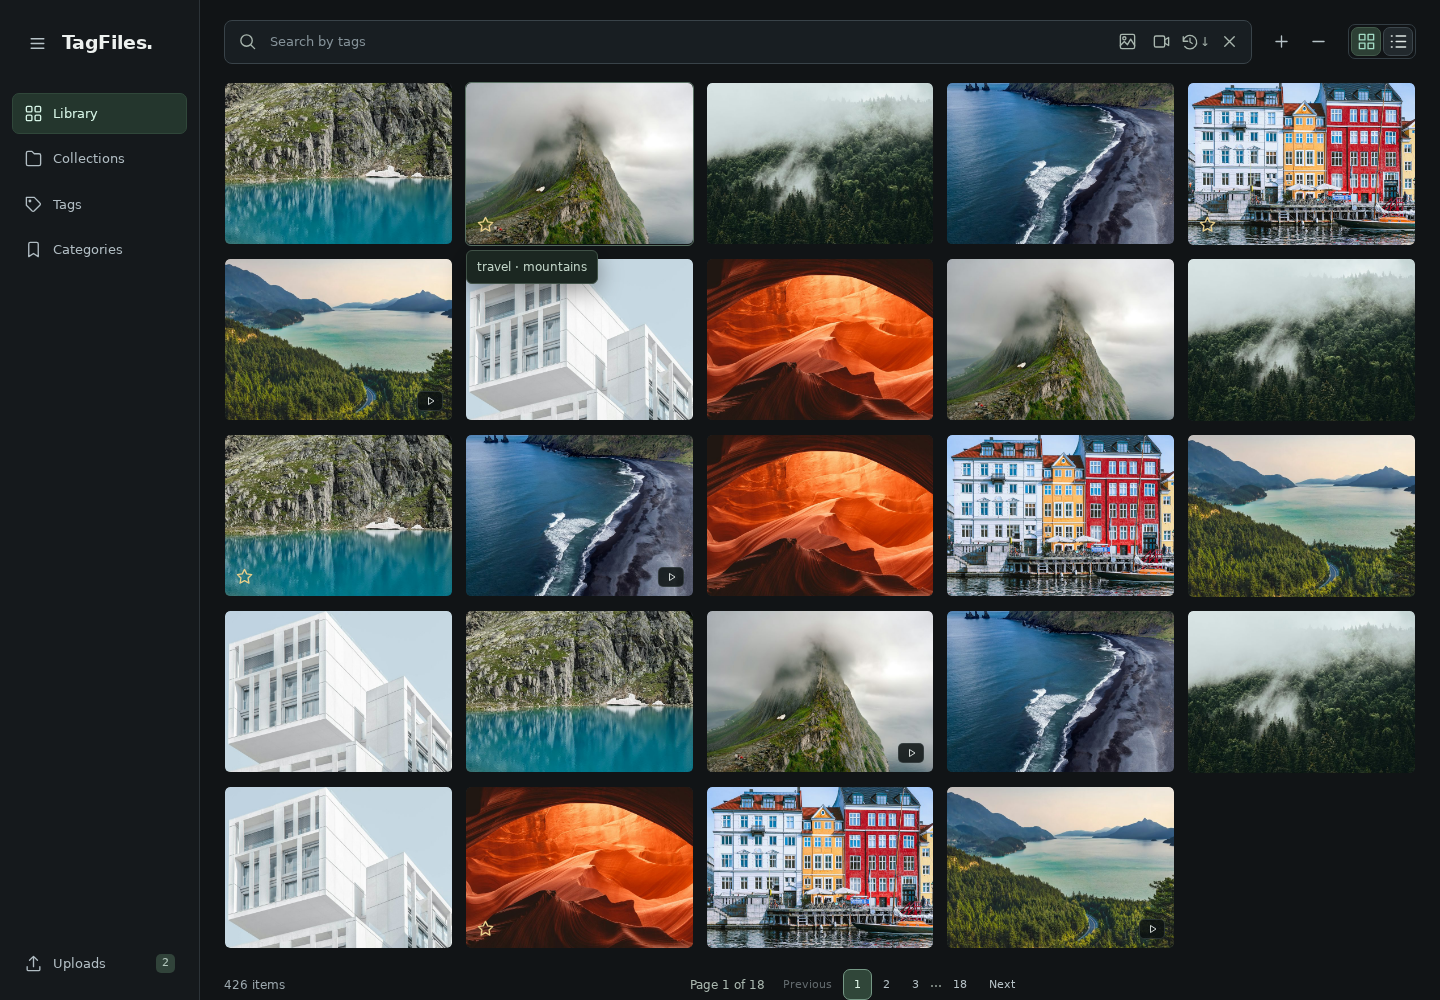 TagFiles.
Search by tags
Library
Collections
Tags
Categories
travel · mountains
Uploads 2
426 items
Page 1 of 18 Previous 1 2 3 ... 18 Next